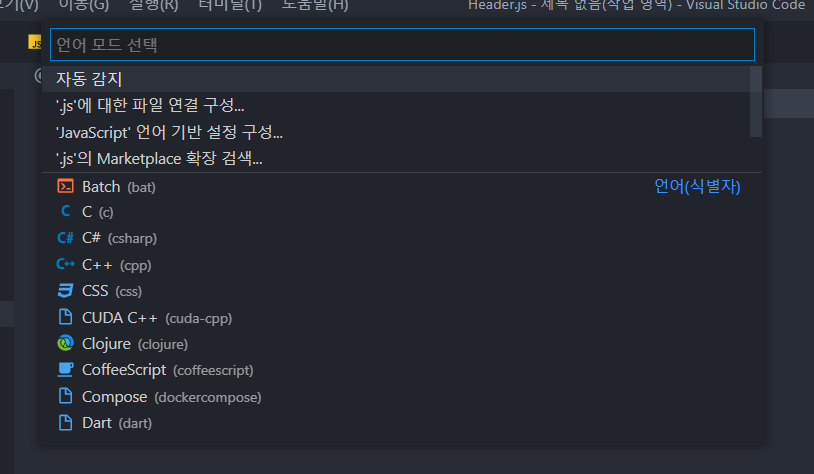 이동(G) 실행(R) 터미널(T) 도움말(H) Header.js - 제목 없음(작업 영역) - Visual Studio Code
JS
언어 모드 선택
자동 감지
'.js'에 대한 파일 연결 구성...
'JavaScript' 언어 기반 설정 구성...
'.js'의 Marketplace 확장 검색...
Batch (bat) 언어(식별자)
C C (c)
C# C# (csharp)
C++ C++ (cpp)
CSS (css)
CUDA C++ (cuda-cpp)
Clojure (clojure)
CoffeeScript (coffeescript)
Compose (dockercompose)
Dart (dart)